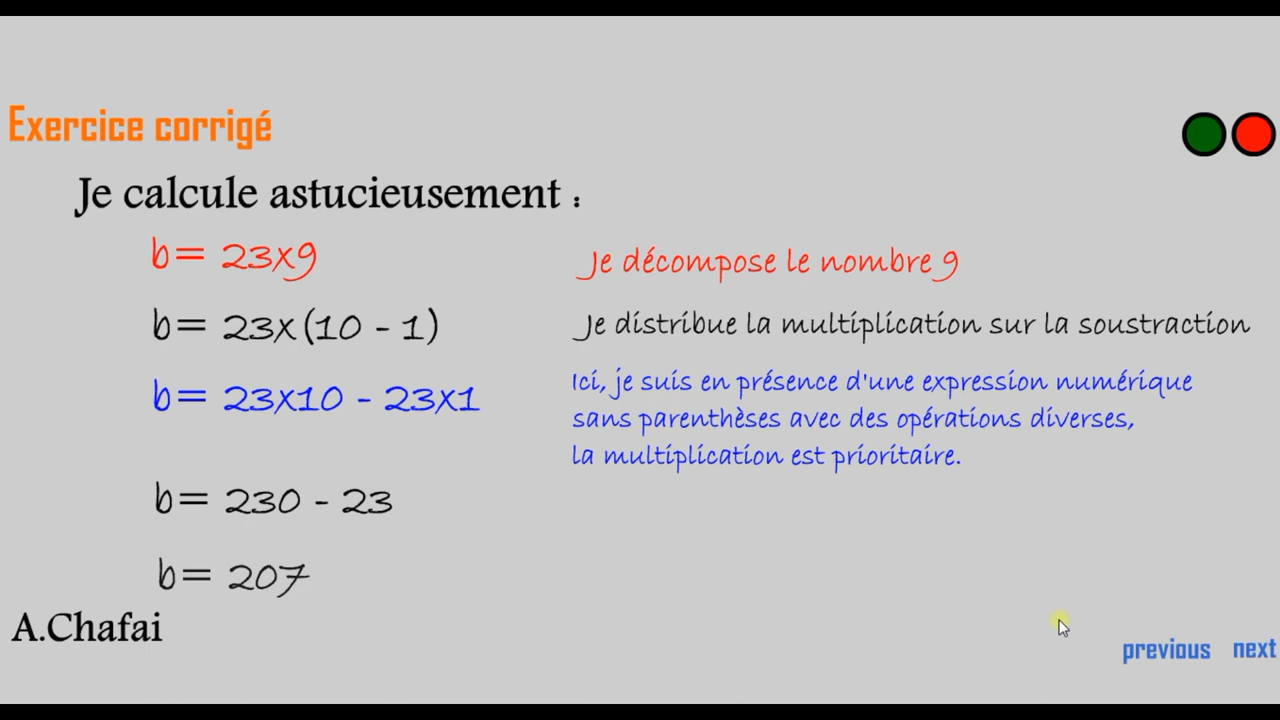 Exercice corrigé
Je calcule astucieusement :
b= 23x9
Je décompose le nombre 9
b= 23x(10 - 1)
Je distribue la multiplication sur la soustraction
b= 23x10 - 23x1
Ici, je suis en présence d'une expression numérique
sans parenthèses avec des opérations diverses,
la multiplication est prioritaire.
b= 230 - 23
b= 207
A.Chafai
previous next